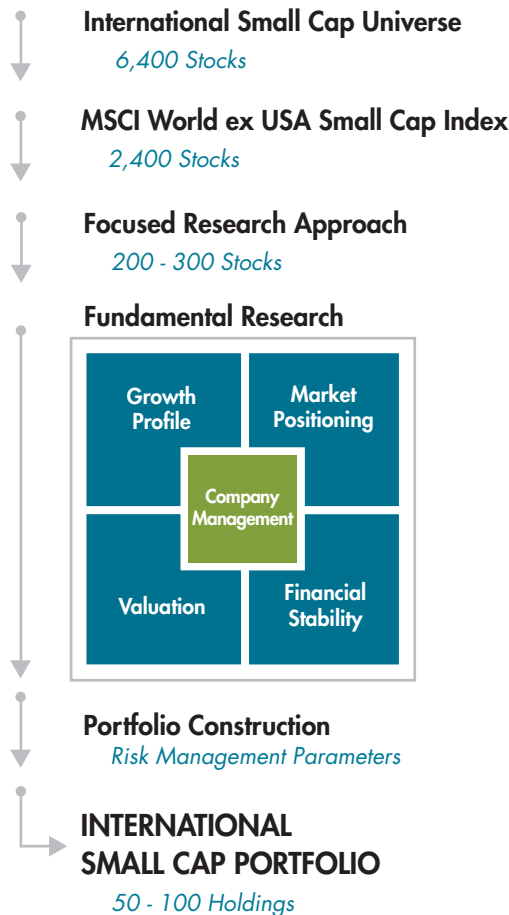 International Small Cap Universe
6,400 Stocks
MSCI World ex USA Small Cap Index
2,400 Stocks
Focused Research Approach
200 - 300 Stocks
Fundamental Research
Growth
Profile
Market
Positioning
Company
Management
Valuation
Financial
Stability
Portfolio Construction
Risk Management Parameters
INTERNATIONAL
SMALL CAP PORTFOLIO
50 - 100 Holdings